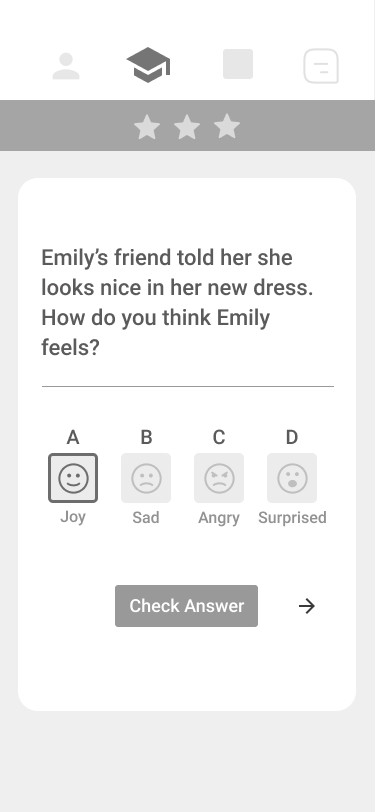 Emily’s friend told her she
looks nice in her new dress.
How do you think Emily
feels?
A B C D
Joy Sad Angry Surprised
Check Answer